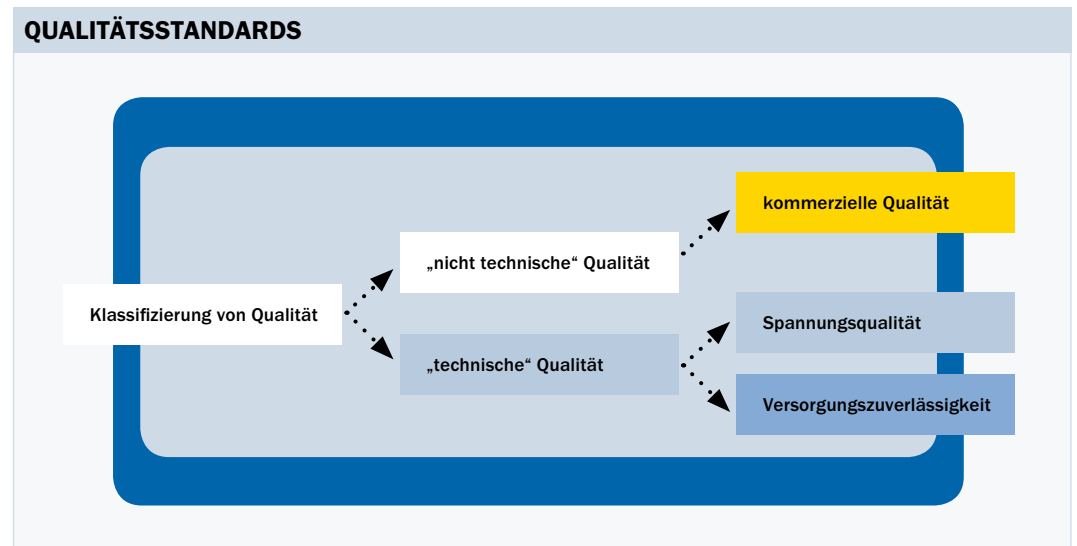 QUALITÄTSSTANDARDS
kommerzielle Qualität
„nicht technische“ Qualität
Klassifizierung von Qualität
Spannungsqualität
„technische“ Qualität
Versorgungszuverlässigkeit